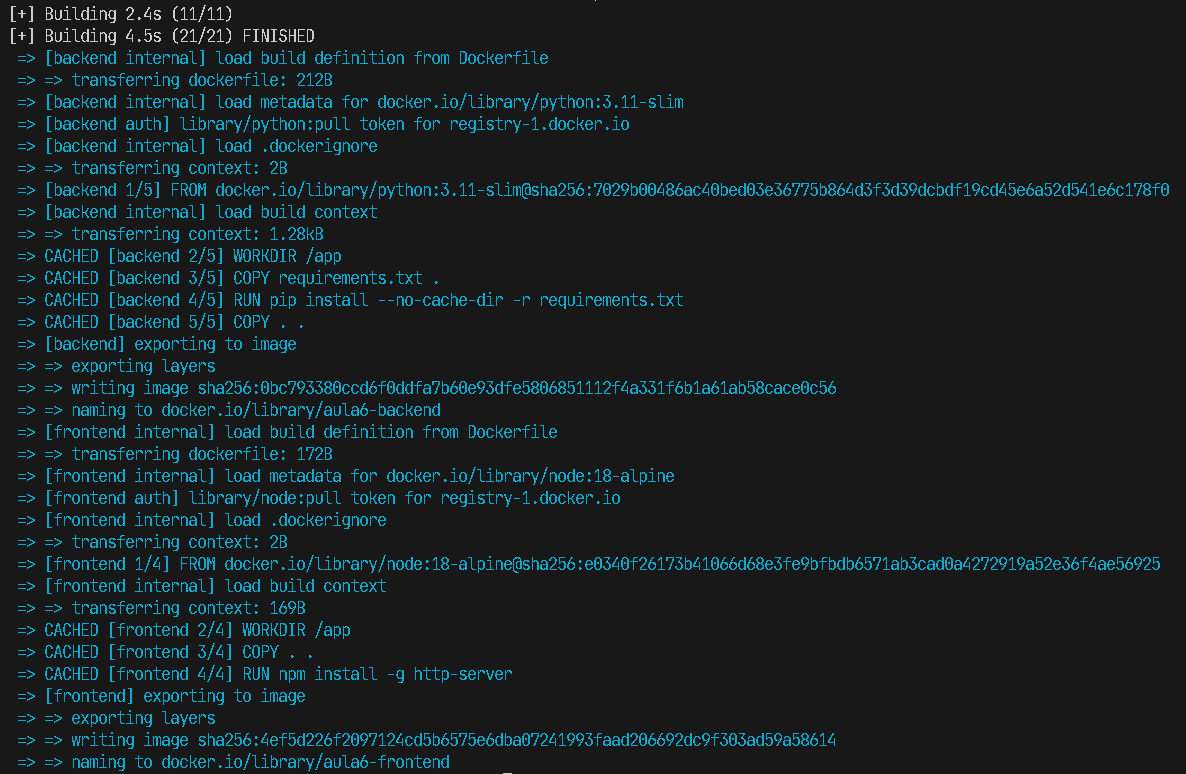 [+] Building 2.4s (11/11)
[+] Building 4.5s (21/21) FINISHED
=> [backend internal] load build definition from Dockerfile
=> => transferring dockerfile: 212B
=> [backend internal] load metadata for docker.io/library/python:3.11-slim
=> [backend auth] library/python:pull token for registry-1.docker.io
=> [backend internal] load .dockerignore
=> => transferring context: 2B
=> [backend 1/5] FROM docker.io/library/python:3.11-slim@sha256:7029b00486ac40bed03e36775b864d3f3d39dcbdf19cd45e6a52d541e6c178f0
=> [backend internal] load build context
=> => transferring context: 1.28kB
=> CACHED [backend 2/5] WORKDIR /app
=> CACHED [backend 3/5] COPY requirements.txt .
=> CACHED [backend 4/5] RUN pip install --no-cache-dir -r requirements.txt
=> CACHED [backend 5/5] COPY . .
=> [backend] exporting to image
=> => exporting layers
=> => writing image sha256:0bc793380ccd6f0ddfa7b60e93dfe5806851112f4a331f6b1a61ab58cace0c56
=> => naming to docker.io/library/aula6-backend
=> [frontend internal] load build definition from Dockerfile
=> => transferring dockerfile: 172B
=> [frontend internal] load metadata for docker.io/library/node:18-alpine
=> [frontend auth] library/node:pull token for registry-1.docker.io
=> [frontend internal] load .dockerignore
=> => transferring context: 2B
=> [frontend 1/4] FROM docker.io/library/node:18-alpine@sha256:e0340f26173b41066d68e3fe9bfbdb6571ab3cad0a4272919a52e36f4ae56925
=> [frontend internal] load build context
=> => transferring context: 169B
=> CACHED [frontend 2/4] WORKDIR /app
=> CACHED [frontend 3/4] COPY . .
=> CACHED [frontend 4/4] RUN npm install -g http-server
=> [frontend] exporting to image
=> => exporting layers
=> => writing image sha256:4ef5d226f2097124cd5b6575e6dba07241993faad206692dc9f303ad59a58614
=> => naming to docker.io/library/aula6-frontend